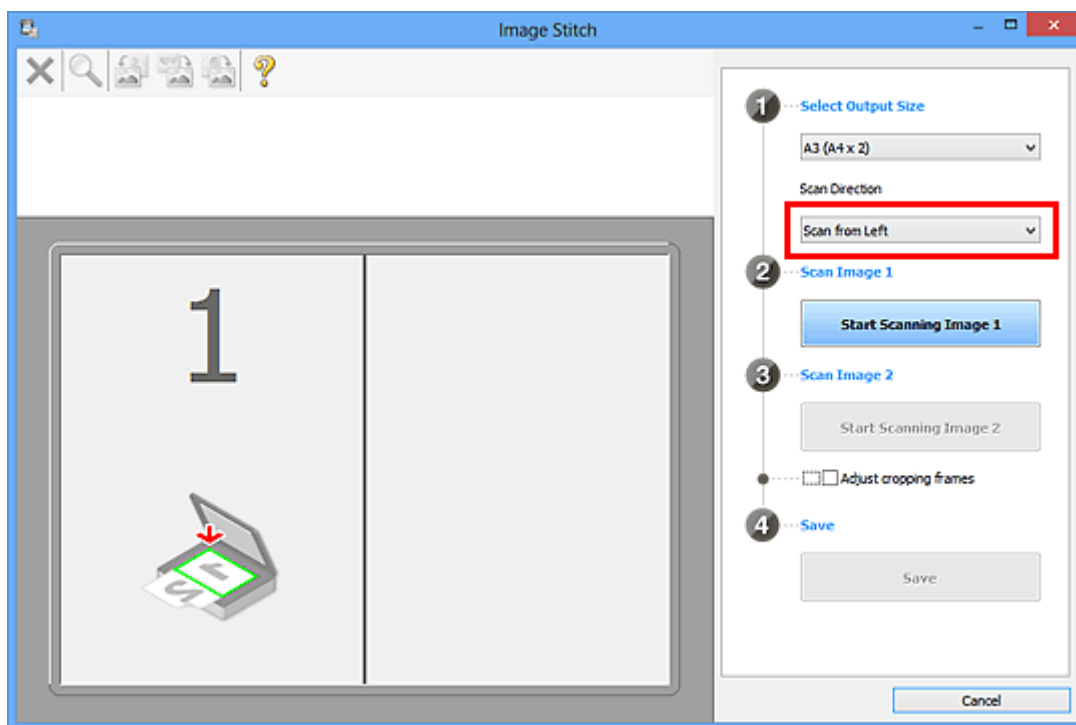 Image Stitch
1 Select Output Size
A3 (A4 x 2)
Scan Direction
Scan from Left
2 Scan Image 1
Start Scanning Image 1
3 Scan Image 2
Start Scanning Image 2
Adjust cropping frames
4 Save
Save
Cancel
1